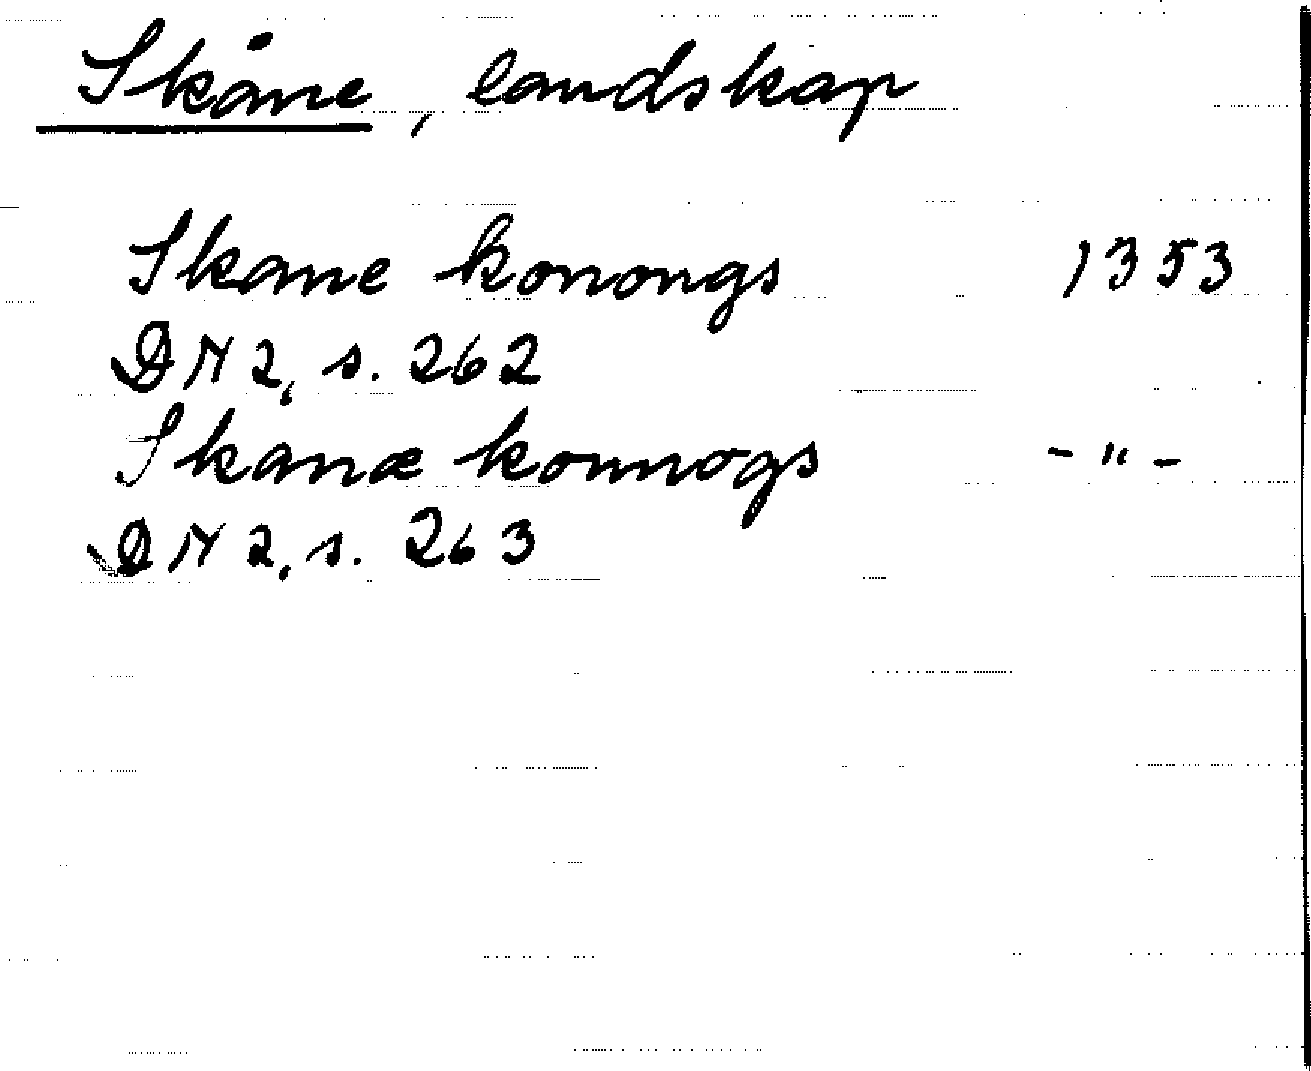 Skåne, landskap
Skane konongs 1353
DN 2, s. 262
Skanæ konnogs -"-
DN 2, s. 263